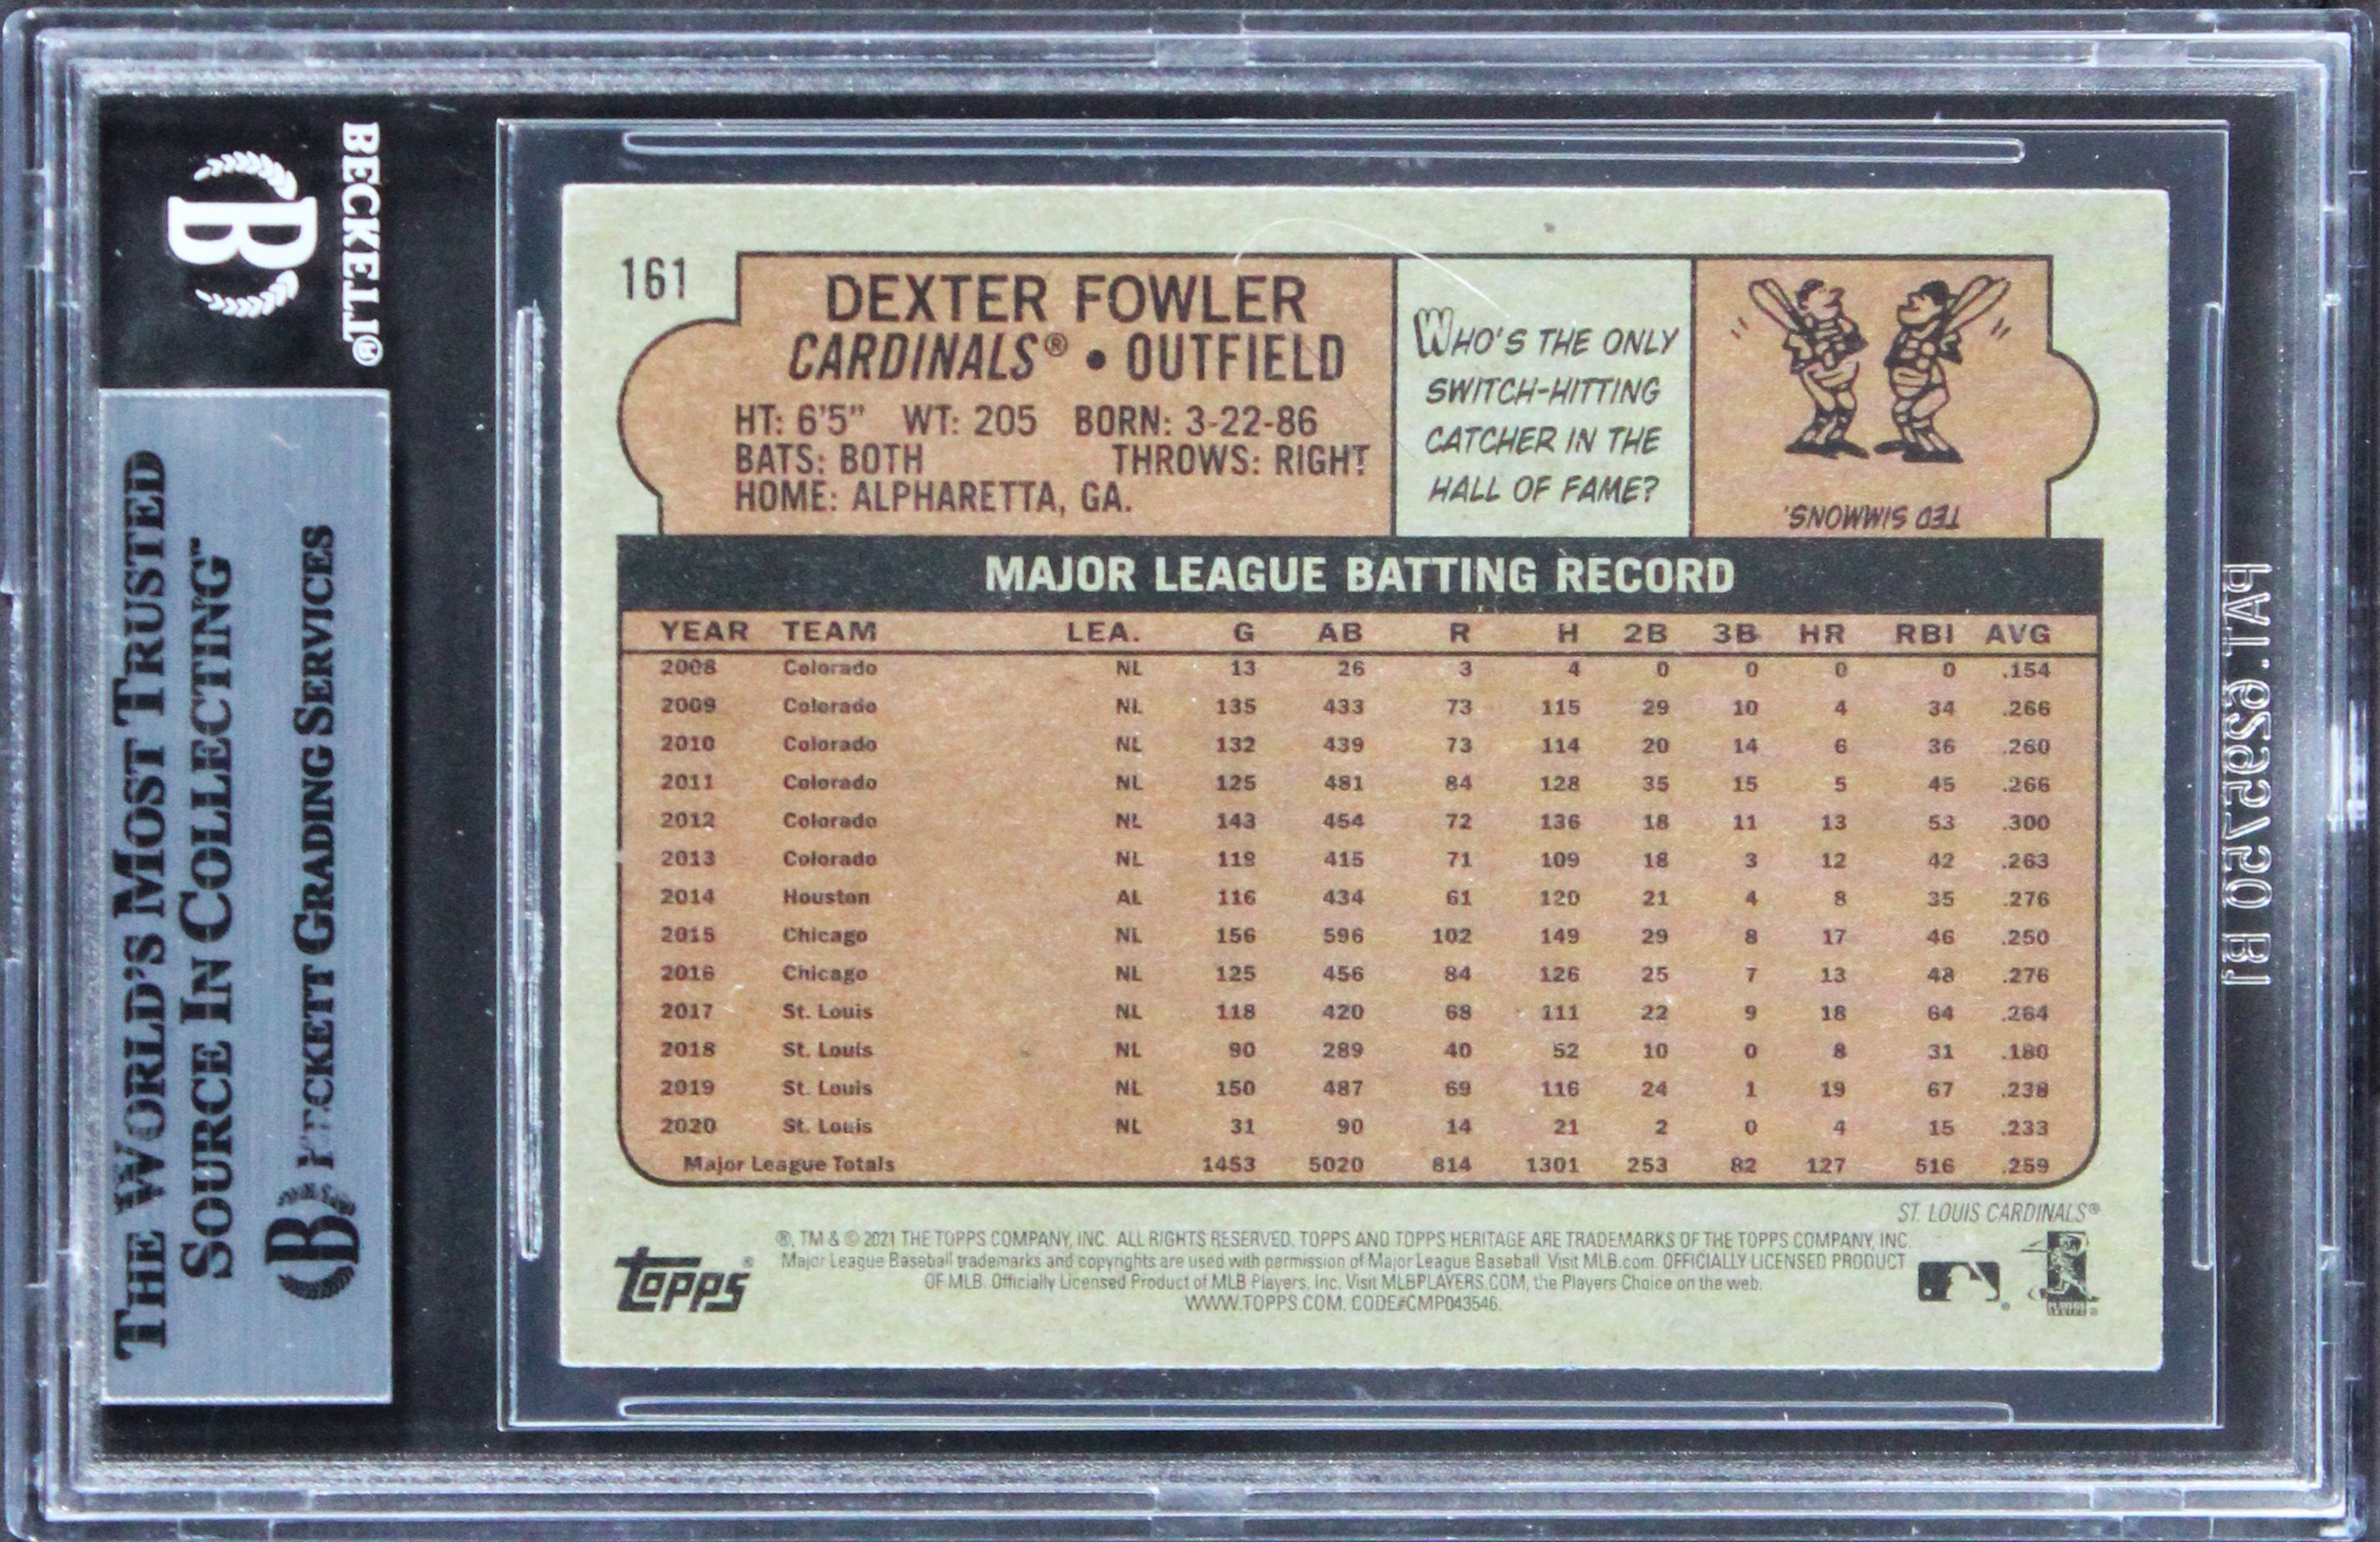 BECKETT®
THE WORLD'S MOST TRUSTED
SOURCE IN COLLECTING™
BECKETT GRADING SERVICES
161
DEXTER FOWLER
CARDINALS® • OUTFIELD
HT: 6'5" WT: 205 BORN: 3-22-86
BATS: BOTH THROWS: RIGHT
HOME: ALPHARETTA, GA.
WHO'S THE ONLY
SWITCH-HITTING
CATCHER IN THE
HALL OF FAME?
TED SIMMONS.
MAJOR LEAGUE BATTING RECORD
YEAR TEAM LEA. G AB R H 2B 3B HR RBI AVG
2008 Colorado NL 13 26 3 4 0 0 0 0 .154
2009 Colorado NL 135 433 73 115 29 10 4 34 .266
2010 Colorado NL 132 439 73 114 20 14 6 36 .260
2011 Colorado NL 125 481 84 128 35 15 5 45 .266
2012 Colorado NL 143 454 72 136 18 11 13 53 .300
2013 Colorado NL 119 415 71 109 18 3 12 42 .263
2014 Houston AL 116 434 61 120 21 4 8 35 .276
2015 Chicago NL 156 596 102 149 29 8 17 46 .250
2016 Chicago NL 125 456 84 126 25 7 13 48 .276
2017 St. Louis NL 118 420 68 111 22 9 18 64 .264
2018 St. Louis NL 90 289 40 52 10 0 8 31 .180
2019 St. Louis NL 150 487 69 116 24 1 19 67 .238
2020 St. Louis NL 31 90 14 21 2 0 4 15 .233
Major League Totals 1453 5020 814 1301 253 82 127 516 .259
ST. LOUIS CARDINALS®
®, TM & © 2021 THE TOPPS COMPANY, INC. ALL RIGHTS RESERVED. TOPPS AND TOPPS HERITAGE ARE TRADEMARKS OF THE TOPPS COMPANY, INC.
Major League Baseball trademarks and copyrights are used with permission of Major League Baseball. Visit MLB.com. OFFICIALLY LICENSED PRODUCT
OF MLB. Officially Licensed Product of MLB Players, Inc. Visit MLBPLAYERS.COM, the Players Choice on the web.
WWW.TOPPS.COM. CODE#CMP043546.
topps®
PAT. 6929750 B1